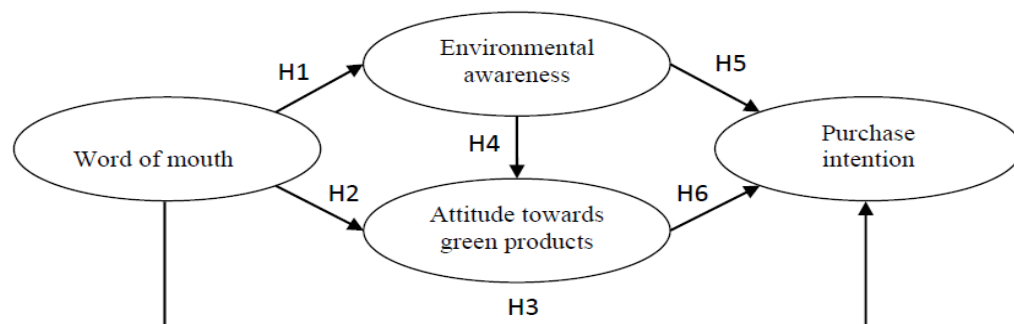 Environmental
awareness
H1
H5
Word of mouth
H4
Purchase
intention
H2
Attitude towards
green products
H6
H3